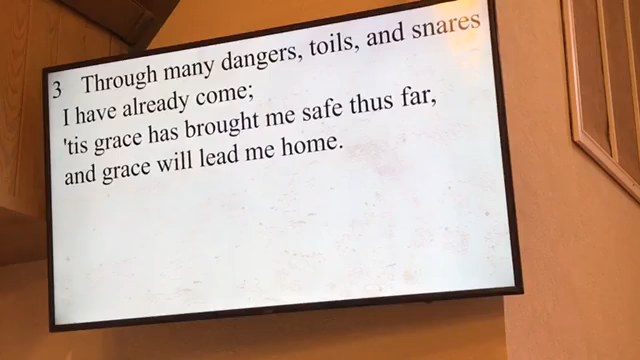 3 Through many dangers, toils, and snares
I have already come;
'tis grace has brought me safe thus far,
and grace will lead me home.